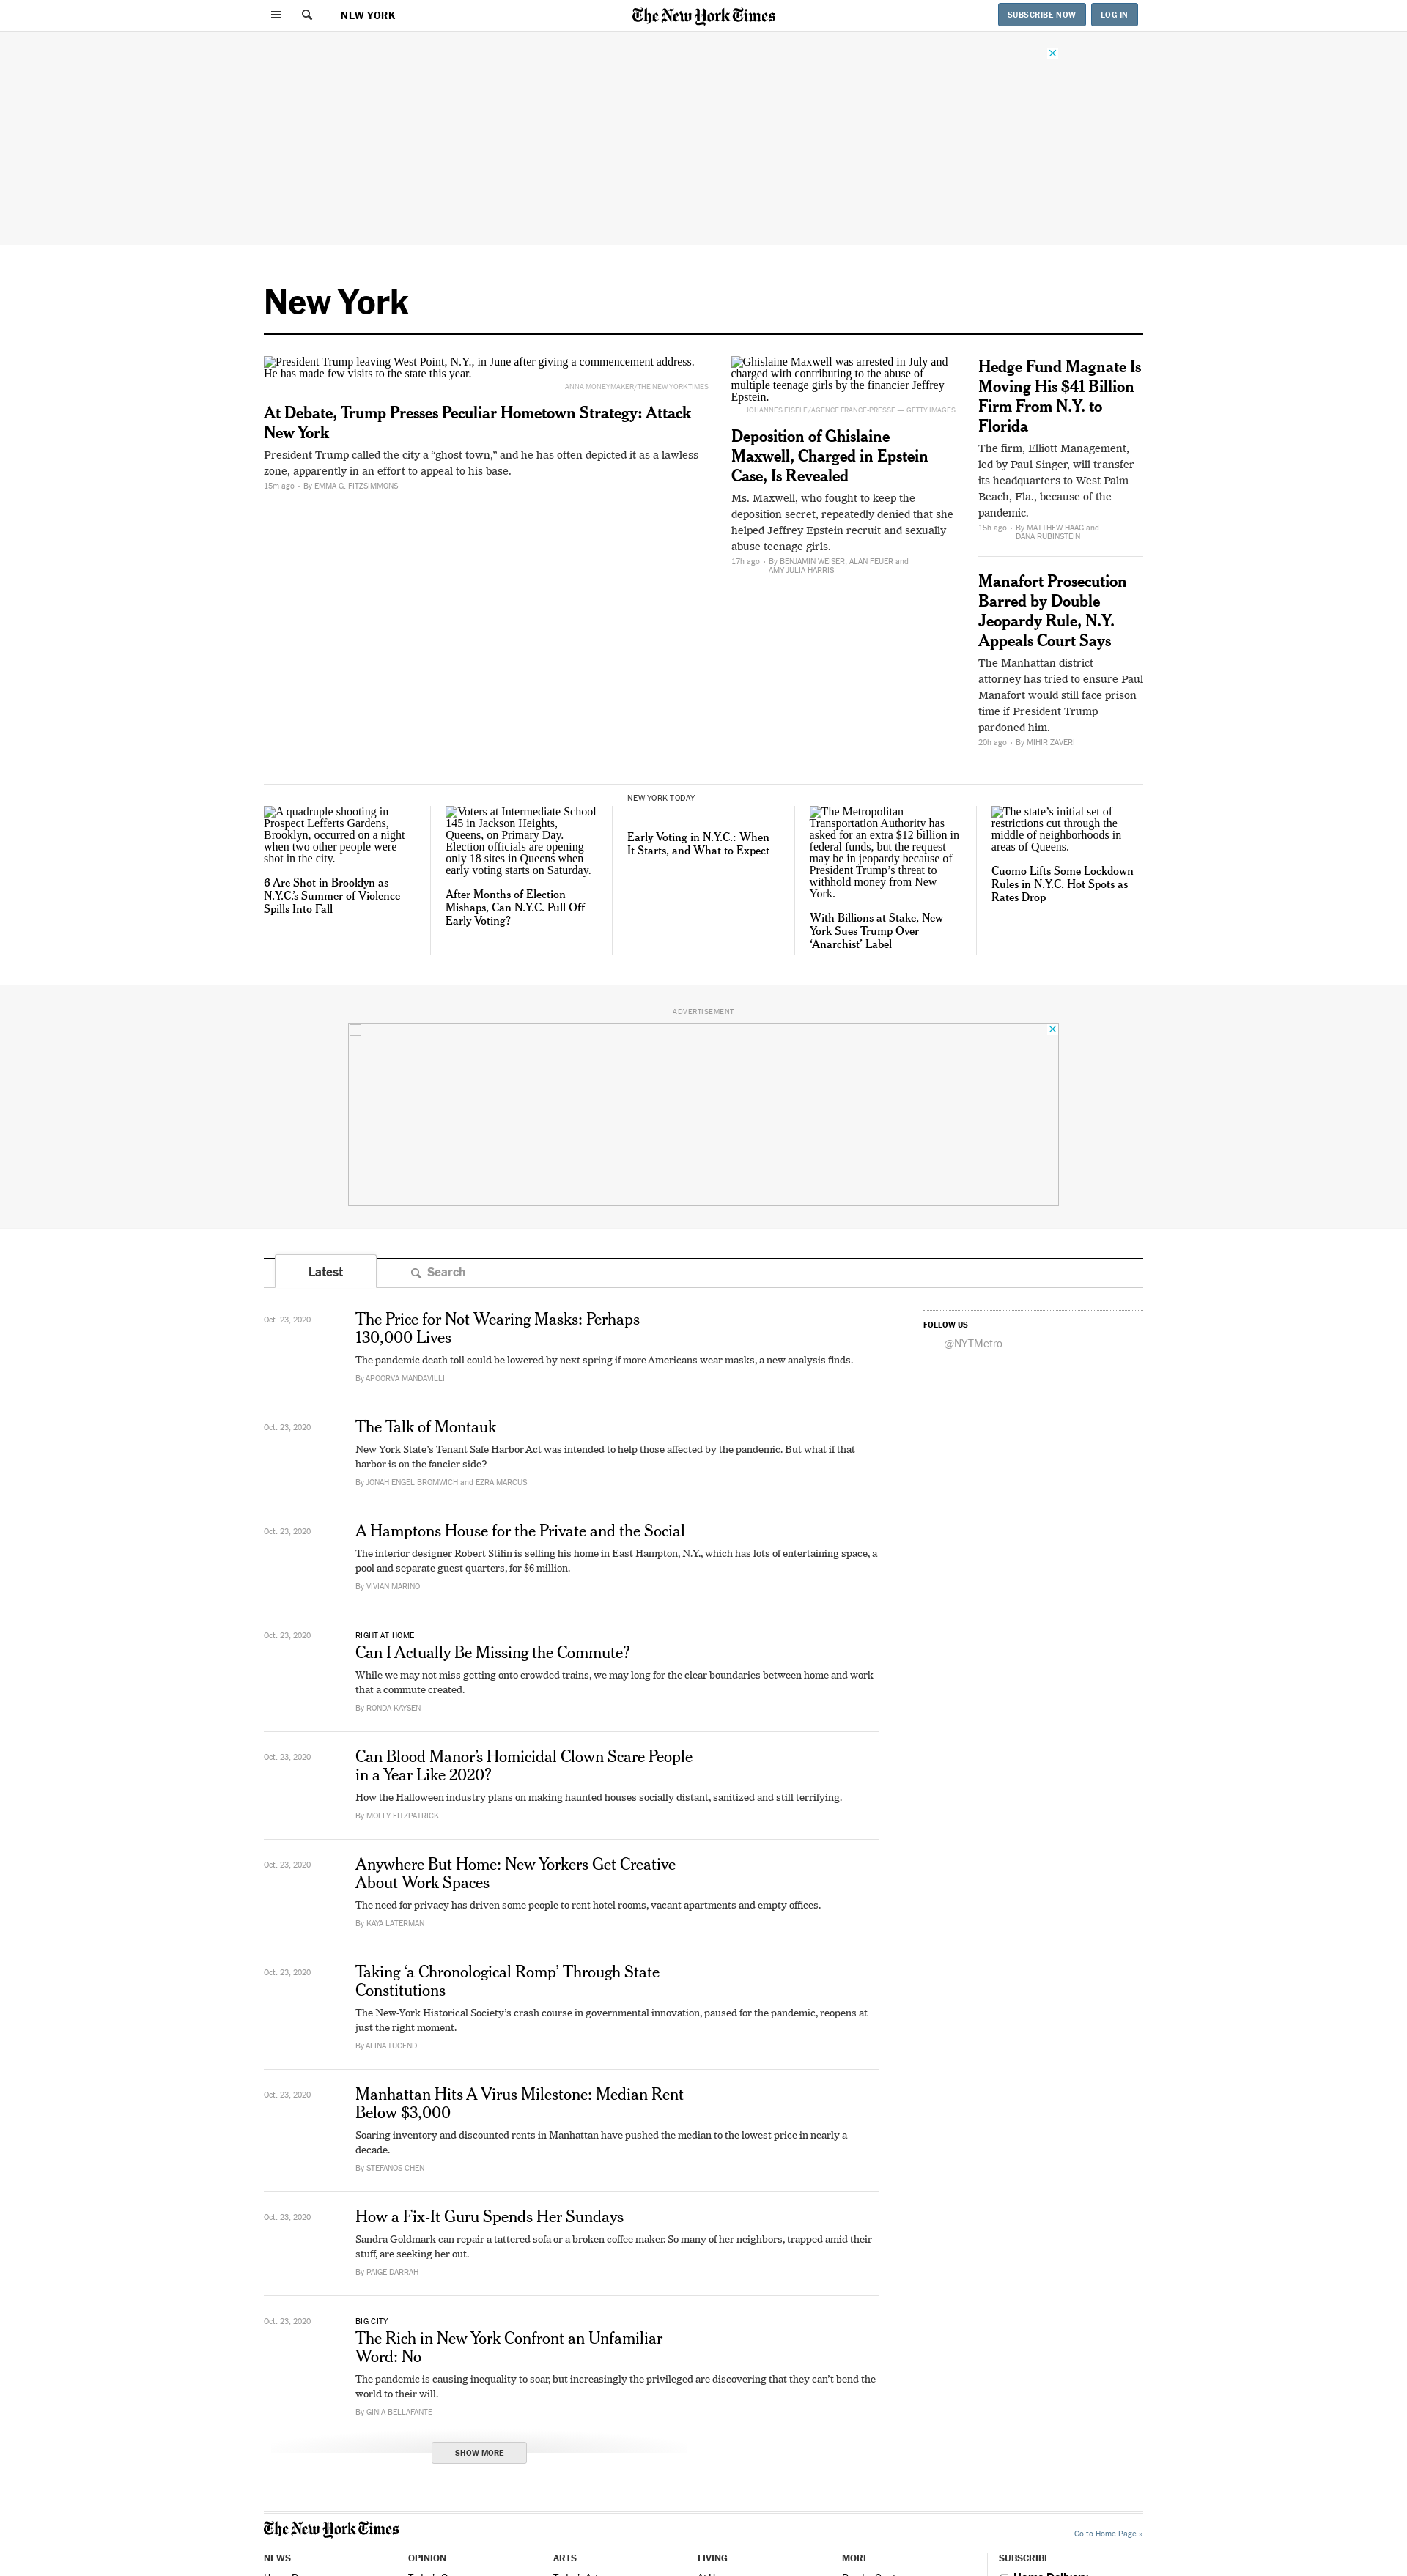 NEW YORK
The New York Times
SUBSCRIBE NOW
LOG IN
New York
President Trump leaving West Point, N.Y., in June after giving a commencement address.
He has made few visits to the state this year.
ANNA MONEYMAKER/THE NEW YORK TIMES
At Debate, Trump Presses Peculiar Hometown Strategy: Attack
New York
President Trump called the city a “ghost town,” and he has often depicted it as a lawless
zone, apparently in an effort to appeal to his base.
15m ago • By EMMA G. FITZSIMMONS
Ghislaine Maxwell was arrested in July and
charged with contributing to the abuse of
multiple teenage girls by the financier Jeffrey
Epstein.
JOHANNES EISELE/AGENCE FRANCE-PRESSE — GETTY IMAGES
Deposition of Ghislaine
Maxwell, Charged in Epstein
Case, Is Revealed
Ms. Maxwell, who fought to keep the
deposition secret, repeatedly denied that she
helped Jeffrey Epstein recruit and sexually
abuse teenage girls.
17h ago • By BENJAMIN WEISER, ALAN FEUER and
AMY JULIA HARRIS
Hedge Fund Magnate Is
Moving His $41 Billion
Firm From N.Y. to
Florida
The firm, Elliott Management,
led by Paul Singer, will transfer
its headquarters to West Palm
Beach, Fla., because of the
pandemic.
15h ago • By MATTHEW HAAG and
DANA RUBINSTEIN
Manafort Prosecution
Barred by Double
Jeopardy Rule, N.Y.
Appeals Court Says
The Manhattan district
attorney has tried to ensure Paul
Manafort would still face prison
time if President Trump
pardoned him.
20h ago • By MIHIR ZAVERI
A quadruple shooting in
Prospect Lefferts Gardens,
Brooklyn, occurred on a night
when two other people were
shot in the city.
6 Are Shot in Brooklyn as
N.Y.C.’s Summer of Violence
Spills Into Fall
Voters at Intermediate School
145 in Jackson Heights,
Queens, on Primary Day.
Election officials are opening
only 18 sites in Queens when
early voting starts on Saturday.
After Months of Election
Mishaps, Can N.Y.C. Pull Off
Early Voting?
NEW YORK TODAY
Early Voting in N.Y.C.: When
It Starts, and What to Expect
The Metropolitan
Transportation Authority has
asked for an extra $12 billion in
federal funds, but the request
may be in jeopardy because of
President Trump’s threat to
withhold money from New
York.
With Billions at Stake, New
York Sues Trump Over
‘Anarchist’ Label
The state’s initial set of
restrictions cut through the
middle of neighborhoods in
areas of Queens.
Cuomo Lifts Some Lockdown
Rules in N.Y.C. Hot Spots as
Rates Drop
ADVERTISEMENT
Latest
Search
Oct. 23, 2020
The Price for Not Wearing Masks: Perhaps
130,000 Lives
The pandemic death toll could be lowered by next spring if more Americans wear masks, a new analysis finds.
By APOORVA MANDAVILLI
FOLLOW US
@NYTMetro
Oct. 23, 2020
The Talk of Montauk
New York State’s Tenant Safe Harbor Act was intended to help those affected by the pandemic. But what if that
harbor is on the fancier side?
By JONAH ENGEL BROMWICH and EZRA MARCUS
Oct. 23, 2020
A Hamptons House for the Private and the Social
The interior designer Robert Stilin is selling his home in East Hampton, N.Y., which has lots of entertaining space, a
pool and separate guest quarters, for $6 million.
By VIVIAN MARINO
Oct. 23, 2020
RIGHT AT HOME
Can I Actually Be Missing the Commute?
While we may not miss getting onto crowded trains, we may long for the clear boundaries between home and work
that a commute created.
By RONDA KAYSEN
Oct. 23, 2020
Can Blood Manor’s Homicidal Clown Scare People
in a Year Like 2020?
How the Halloween industry plans on making haunted houses socially distant, sanitized and still terrifying.
By MOLLY FITZPATRICK
Oct. 23, 2020
Anywhere But Home: New Yorkers Get Creative
About Work Spaces
The need for privacy has driven some people to rent hotel rooms, vacant apartments and empty offices.
By KAYA LATERMAN
Oct. 23, 2020
Taking ‘a Chronological Romp’ Through State
Constitutions
The New-York Historical Society’s crash course in governmental innovation, paused for the pandemic, reopens at
just the right moment.
By ALINA TUGEND
Oct. 23, 2020
Manhattan Hits A Virus Milestone: Median Rent
Below $3,000
Soaring inventory and discounted rents in Manhattan have pushed the median to the lowest price in nearly a
decade.
By STEFANOS CHEN
Oct. 23, 2020
How a Fix-It Guru Spends Her Sundays
Sandra Goldmark can repair a tattered sofa or a broken coffee maker. So many of her neighbors, trapped amid their
stuff, are seeking her out.
By PAIGE DARRAH
Oct. 23, 2020
BIG CITY
The Rich in New York Confront an Unfamiliar
Word: No
The pandemic is causing inequality to soar, but increasingly the privileged are discovering that they can’t bend the
world to their will.
By GINIA BELLAFANTE
SHOW MORE
The New York Times
Go to Home Page »
NEWS
OPINION
ARTS
LIVING
MORE
SUBSCRIBE